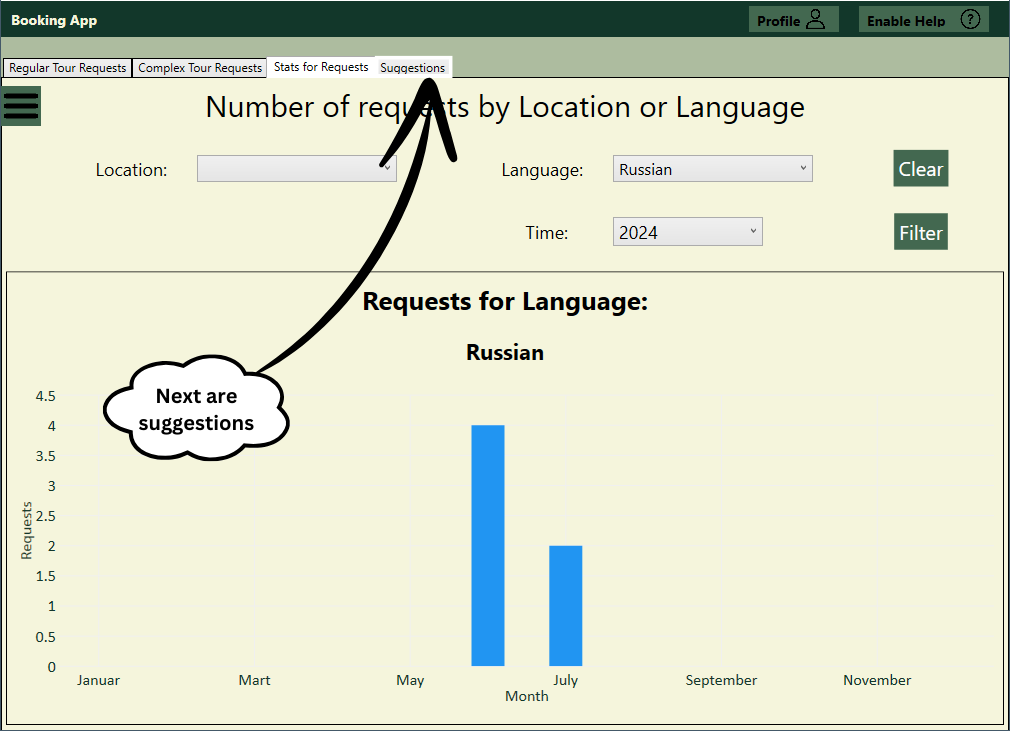 Booking App
Profile
Enable Help ?
Regular Tour Requests
Complex Tour Requests
Stats for Requests
Suggestions
Number of requests by Location or Language
Location:
Language:
Russian
Clear
Time:
2024
Filter
Requests for Language:
Russian
Next are
suggestions
4.5
4
3.5
3
2.5
2
1.5
1
0.5
0
Requests
Januar
Mart
May
July
September
November
Month